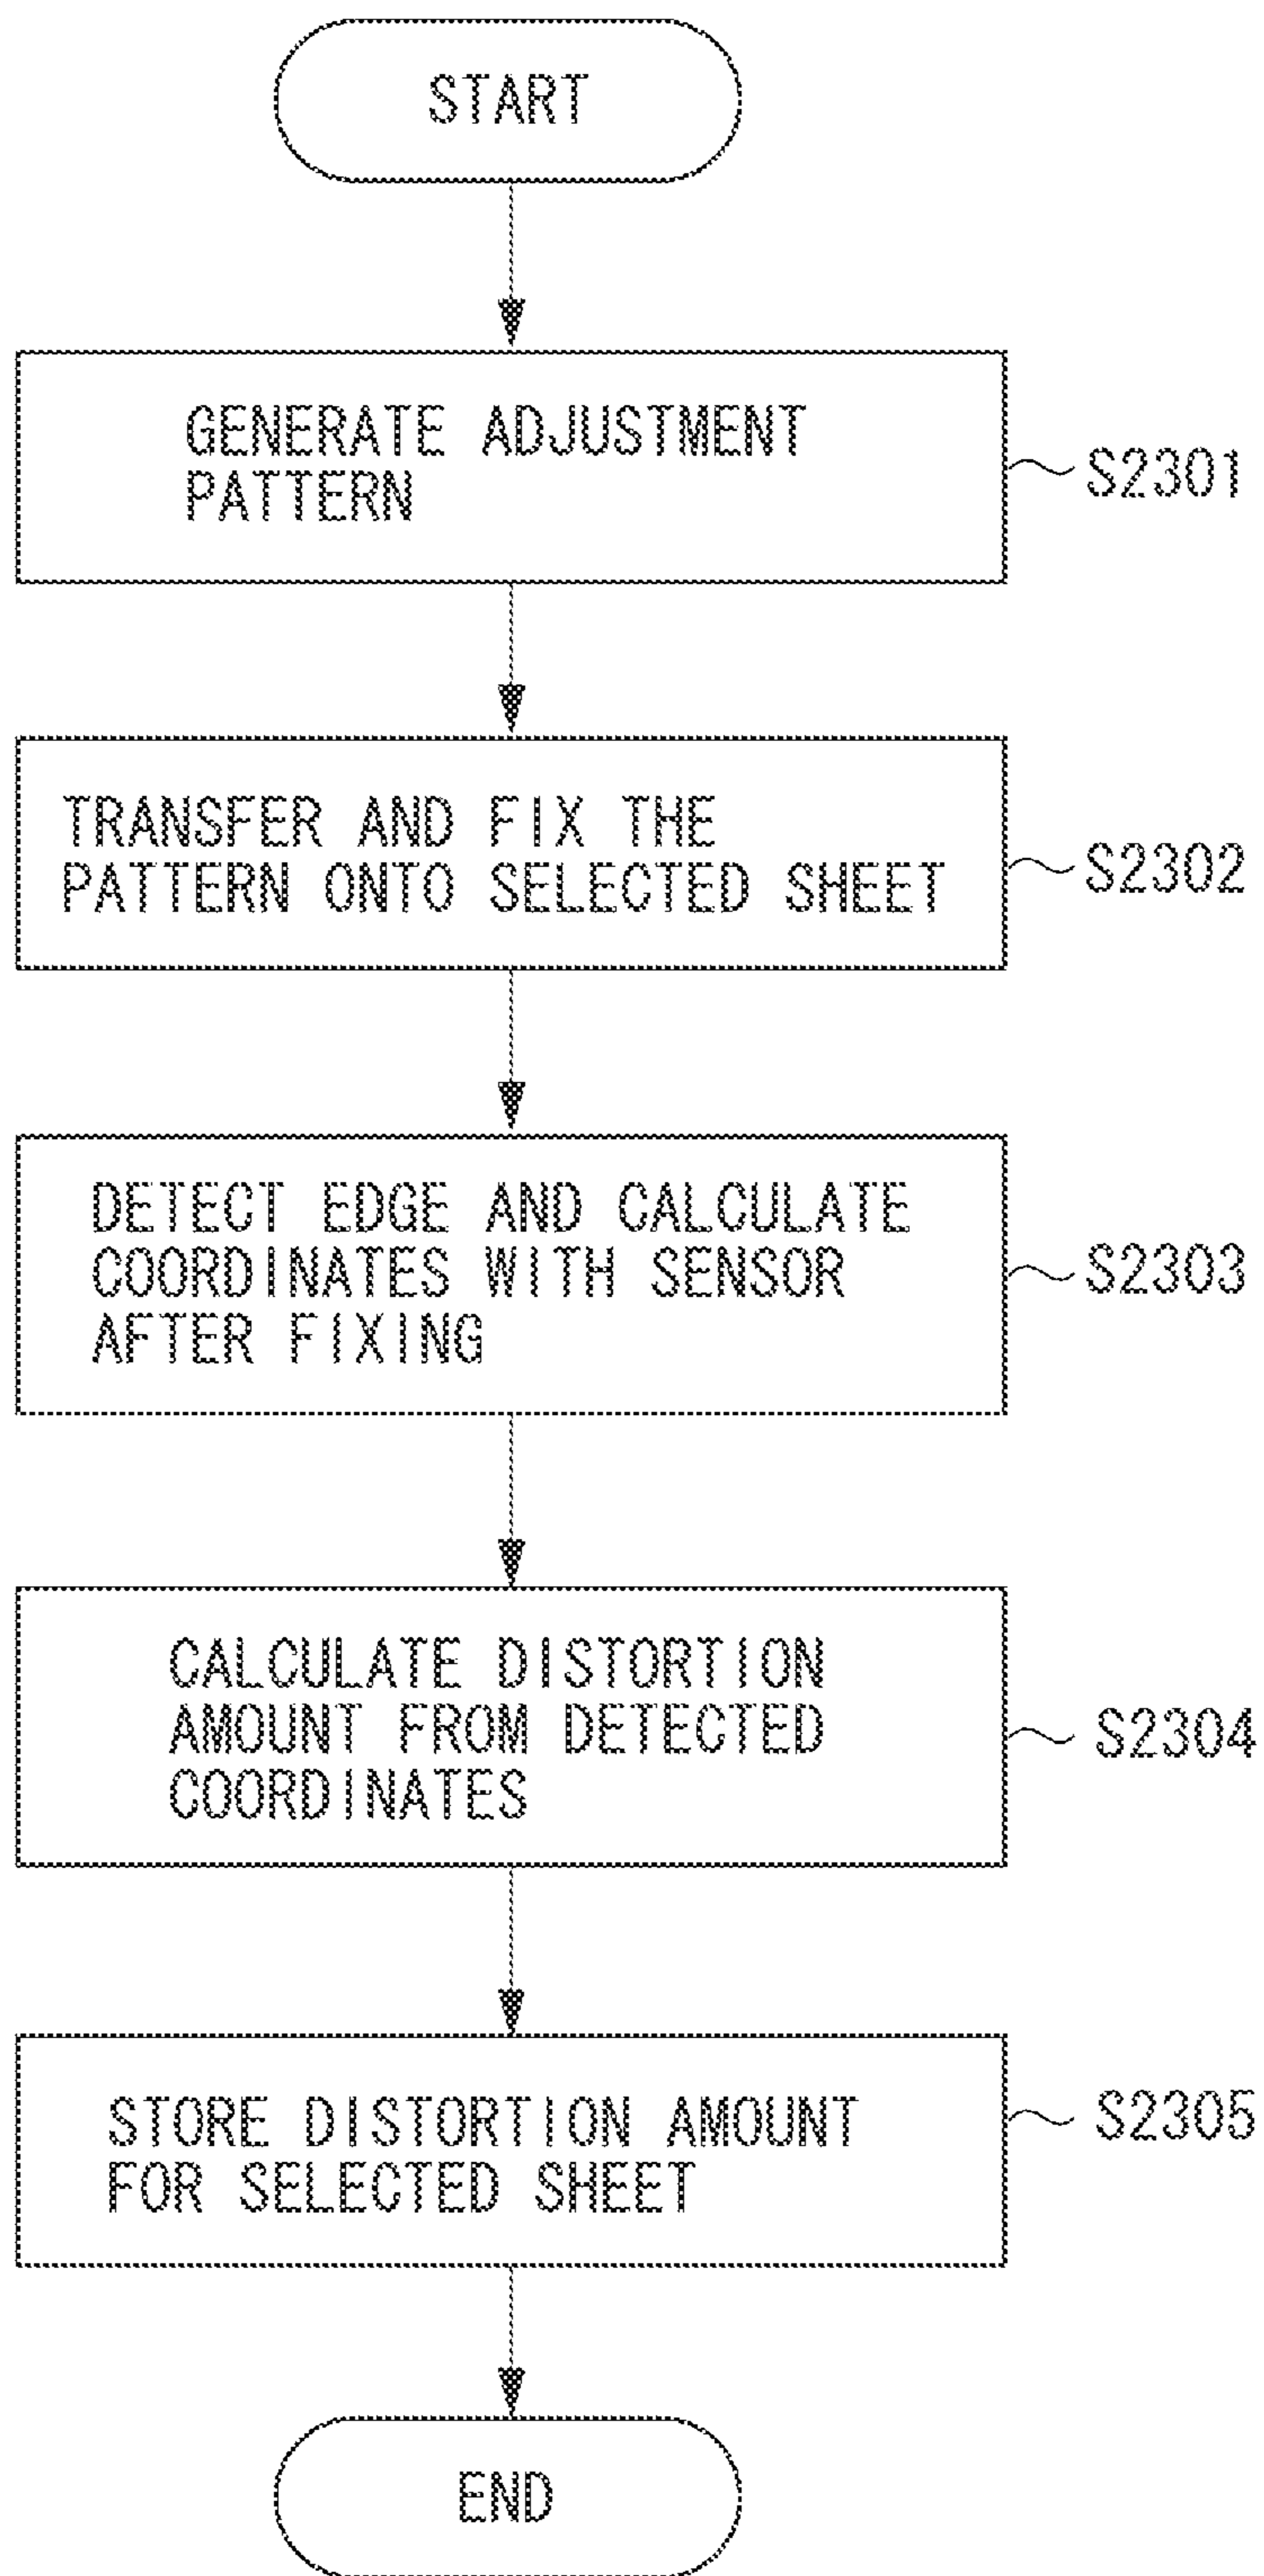 START
GENERATE ADJUSTMENT
PATTERN
S2301
TRANSFER AND FIX THE
PATTERN ONTO SELECTED SHEET
S2302
DETECT EDGE AND CALCULATE
COORDINATES WITH SENSOR
AFTER FIXING
S2303
CALCULATE DISTORTION
AMOUNT FROM DETECTED
COORDINATES
S2304
STORE DISTORTION AMOUNT
FOR SELECTED SHEET
S2305
END